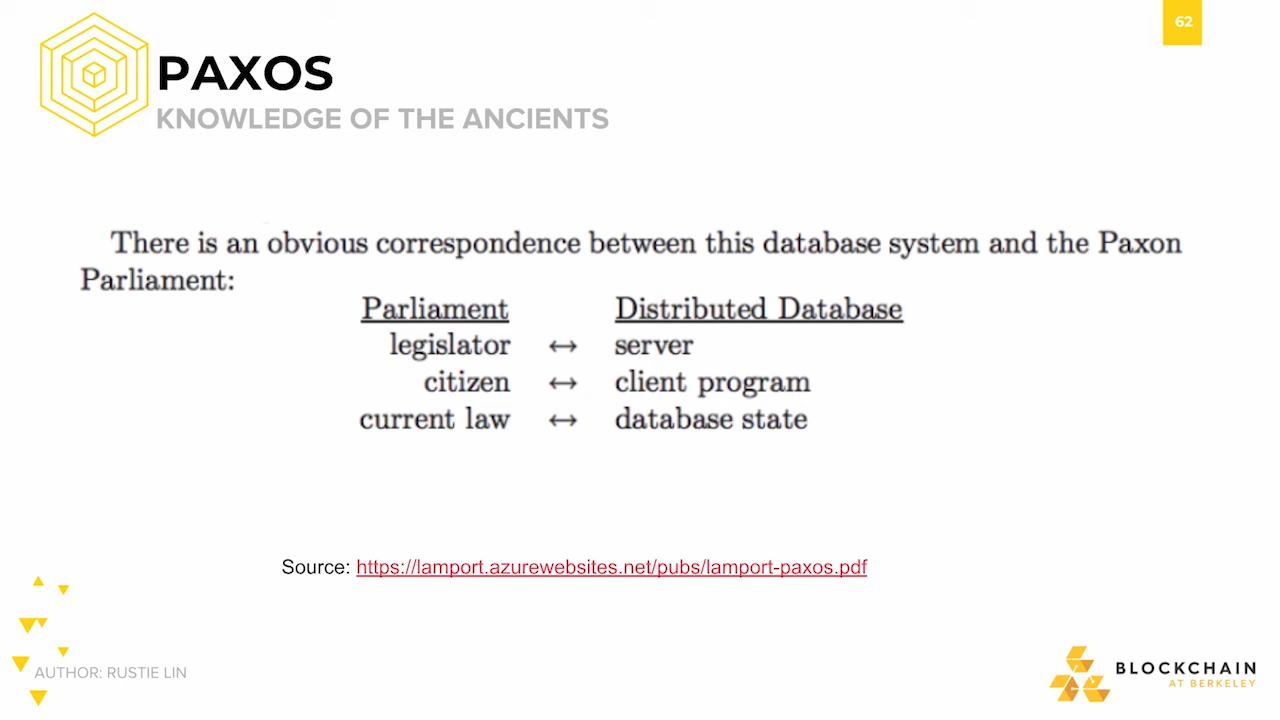 62
PAXOS
KNOWLEDGE OF THE ANCIENTS
There is an obvious correspondence between this database system and the Paxon
Parliament:
Parliament Distributed Database
legislator ↔ server
citizen ↔ client program
current law ↔ database state
Source: https://lamport.azurewebsites.net/pubs/lamport-paxos.pdf
AUTHOR: RUSTIE LIN
BLOCKCHAIN
AT BERKELEY